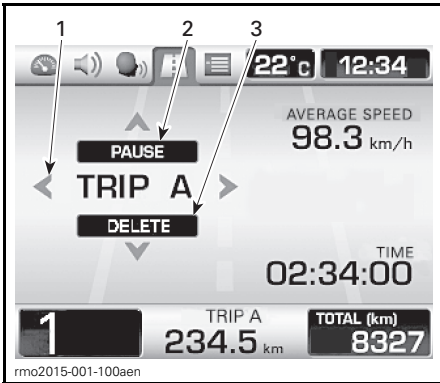 1 2 3
22°c 12:34
AVERAGE SPEED
98.3 km/h
PAUSE
TRIP A
DELETE
TIME
02:34:00
1
TRIP A
234.5 km
TOTAL (km)
8327
rmo2015-001-100aen